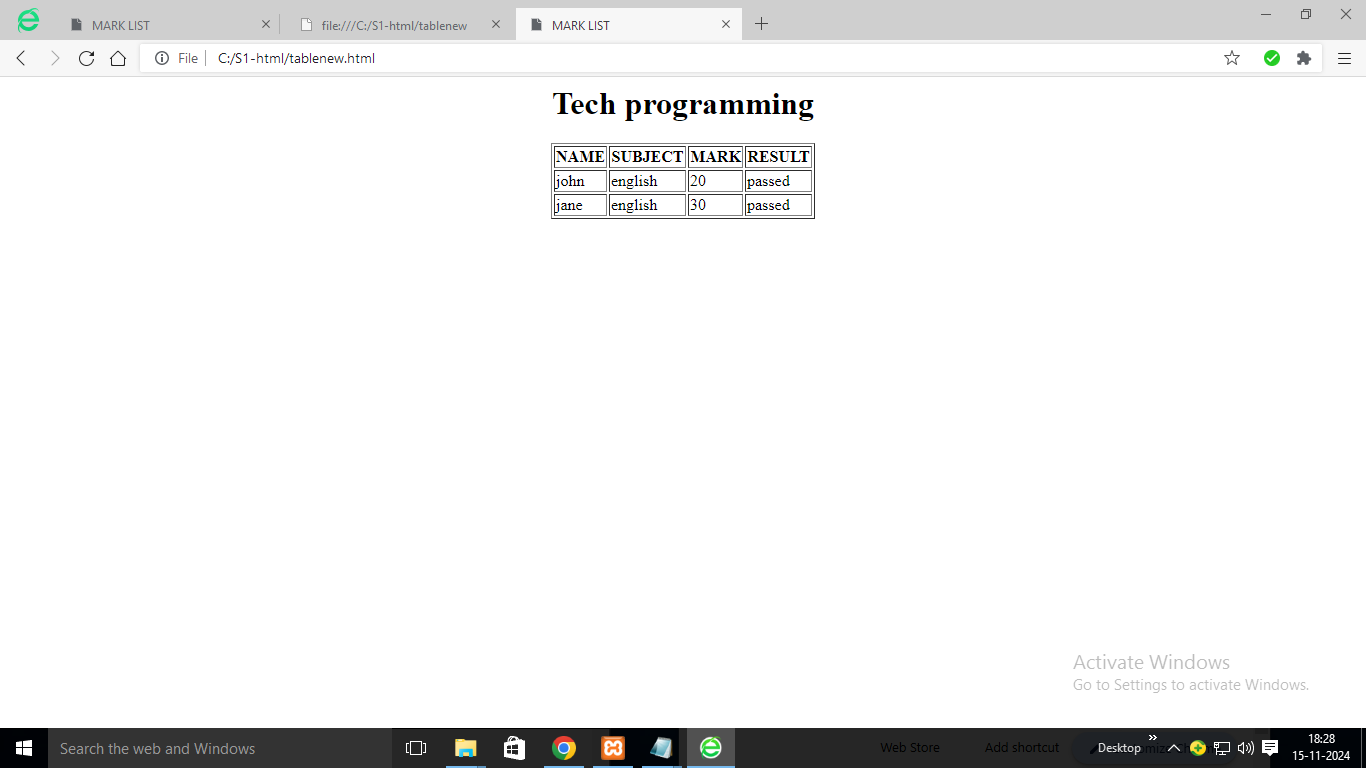 MARK LIST
file:///C:/S1-html/tablenew
MARK LIST
File
C:/S1-html/tablenew.html
Tech programming
NAME SUBJECT MARK RESULT
john english 20 passed
jane english 30 passed
Activate Windows
Go to Settings to activate Windows.
Search the web and Windows
Web Store
Add shortcut
Desktop
18:28
15-11-2024